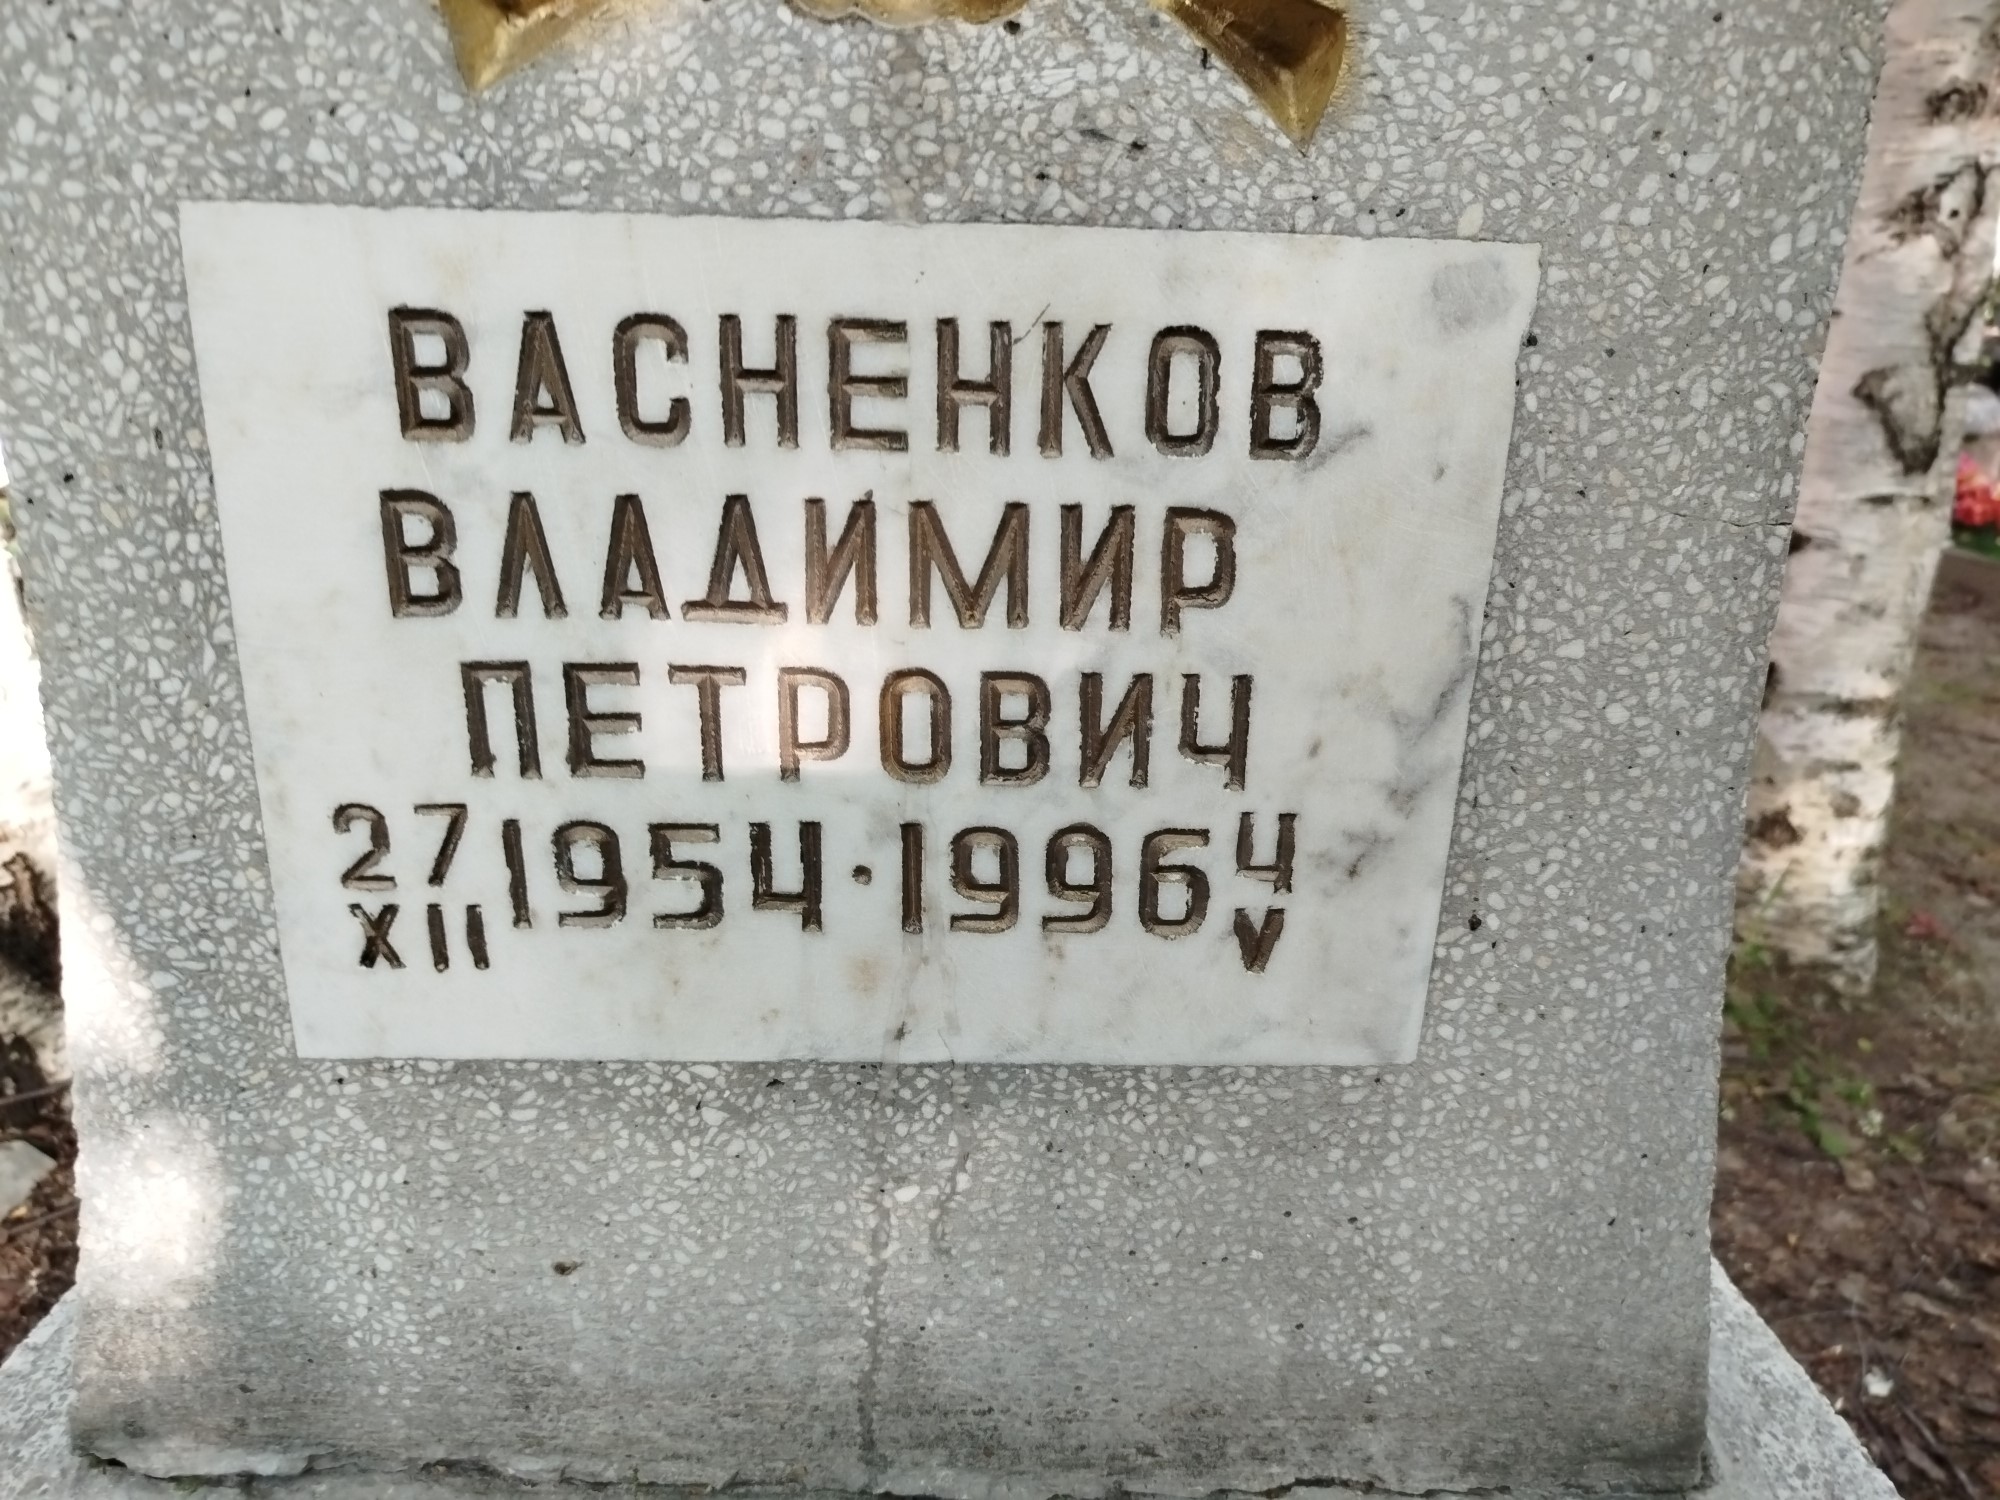 ВАСНЕНКОВ
ВЛАДИМИР
ПЕТРОВИЧ
27 XII 1954 · 1996 4 V